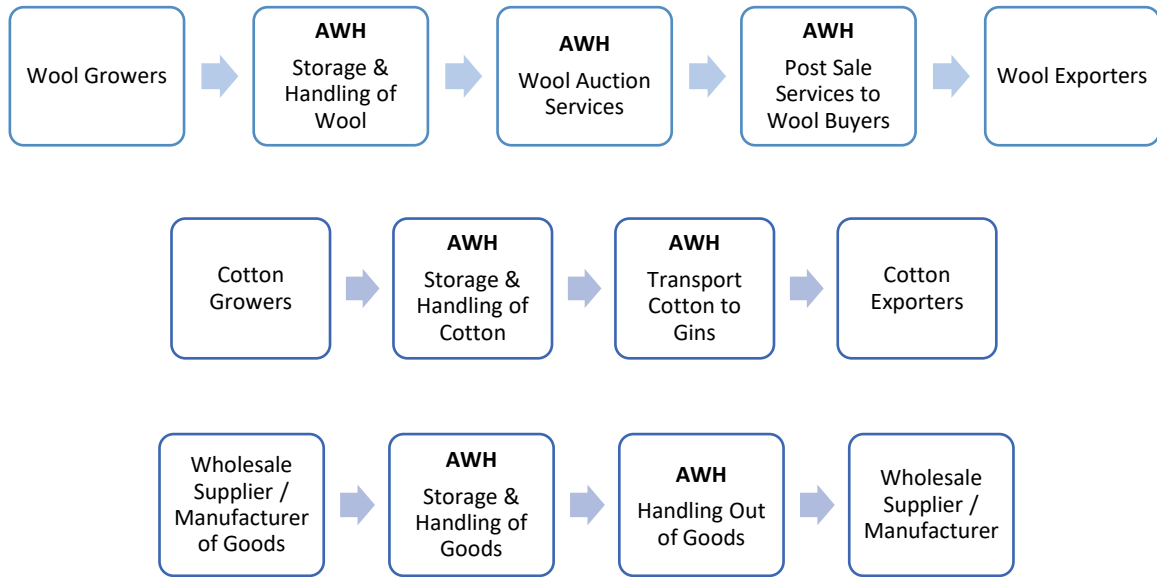 Wool Growers
AWH
Storage &
Handling of
Wool
AWH
Wool Auction
Services
AWH
Post Sale
Services to
Wool Buyers
Wool Exporters
Cotton
Growers
AWH
Storage &
Handling of
Cotton
AWH
Transport
Cotton to
Gins
Cotton
Exporters
Wholesale
Supplier /
Manufacturer
of Goods
AWH
Storage &
Handling of
Goods
AWH
Handling Out
of Goods
Wholesale
Supplier /
Manufacturer